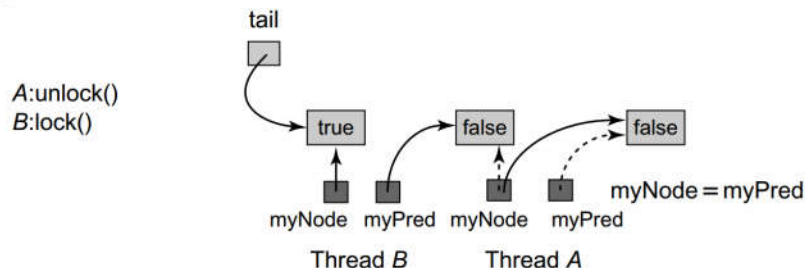 tail
A:unlock()
B:lock()
true
false
false
myNode myPred myNode myPred myNode=myPred
Thread B Thread A